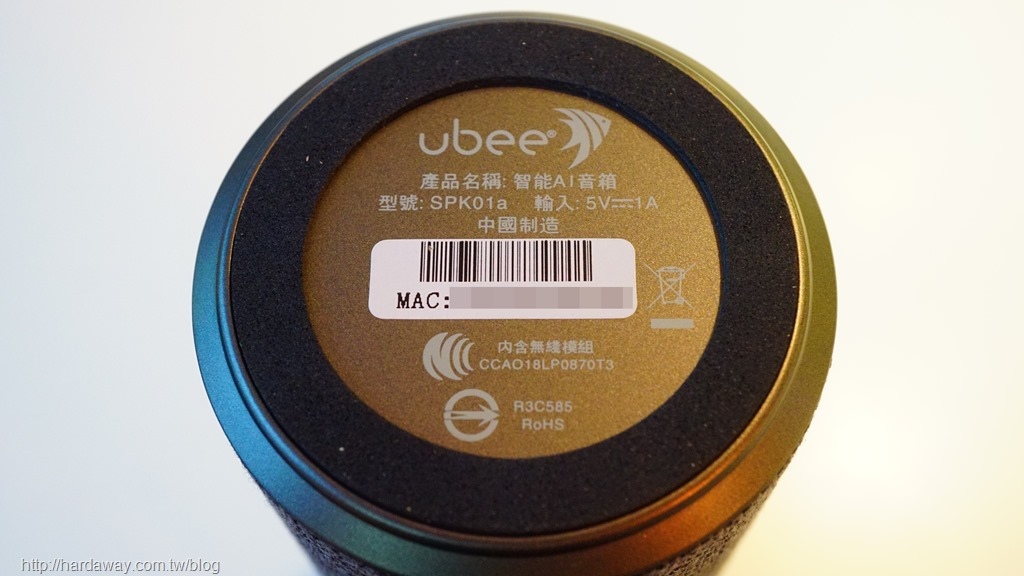 ubee®
產品名稱: 智能AI音箱
型號: SPK01a 輸入: 5V⎓1A
中國制造
MAC:
內含無線模組
CCAO18LP0870T3
R3C585
RoHS
http://hardaway.com.tw/blog